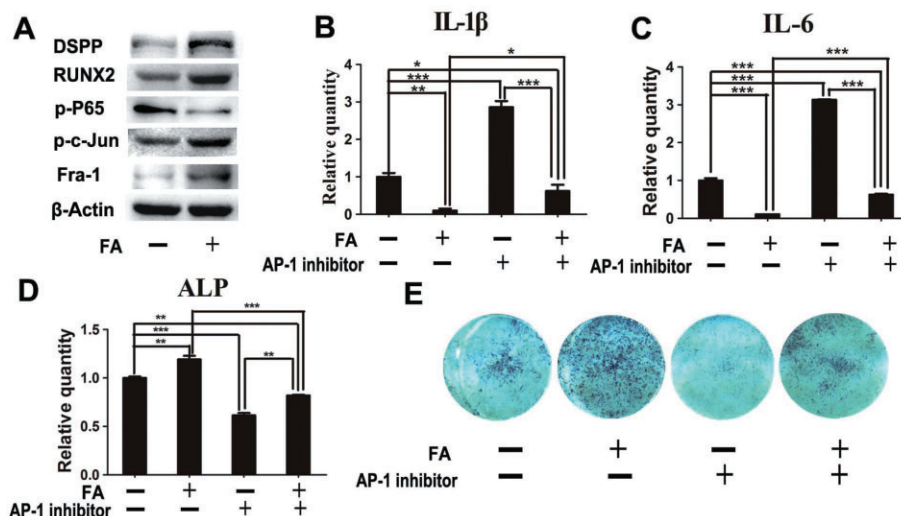 A
DSPP
RUNX2
p-P65
p-c-Jun
Fra-1
β-Actin
FA − +
B
IL-1β
Relative quantity
4
3
2
1
0
* 
* 
***
**
***
FA − + − +
AP-1 inhibitor − − + +
C
IL-6
Relative quantity
4
3
2
1
0
***
***
***
***
***
FA − + − +
AP-1 inhibitor − − + +
D
ALP
Relative quantity
1.5
1.0
0.5
0.0
***
**
***
**
**
FA − + − +
AP-1 inhibitor − − + +
E
FA − + − +
AP-1 inhibitor − − + +